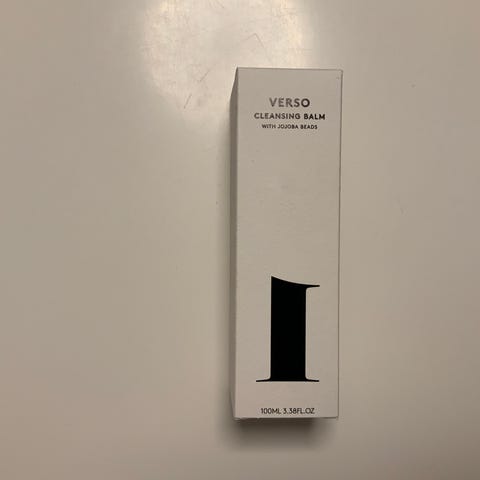 VERSO
CLEANSING BALM
WITH JOJOBA BEADS
1
100ML 3.38FL.OZ